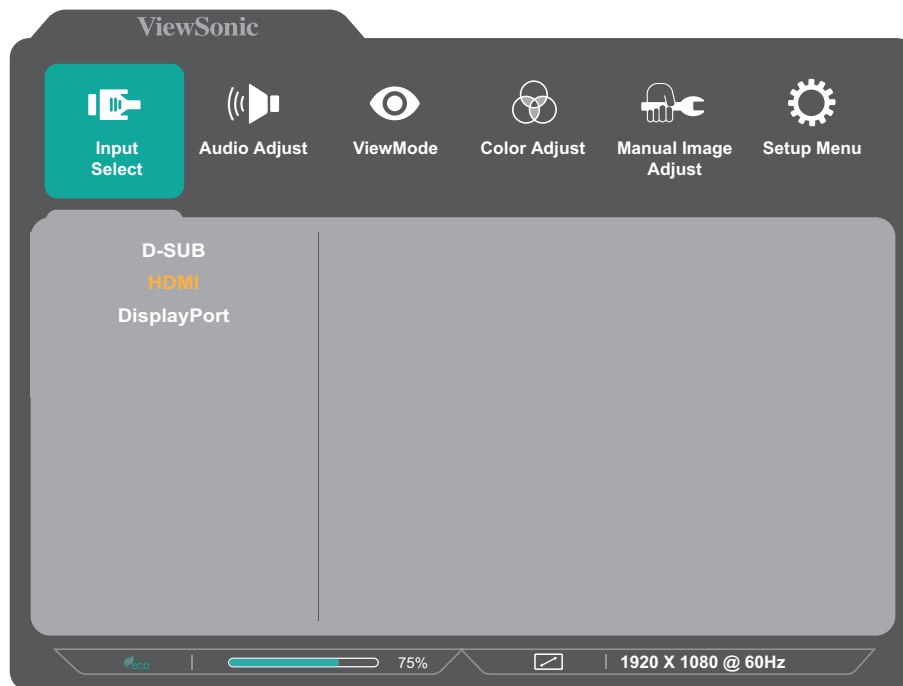 ViewSonic
Input
Select
Audio Adjust
ViewMode
Color Adjust
Manual Image
Adjust
Setup Menu
D-SUB
HDMI
DisplayPort
ECO
75%
1920 X 1080 @ 60Hz